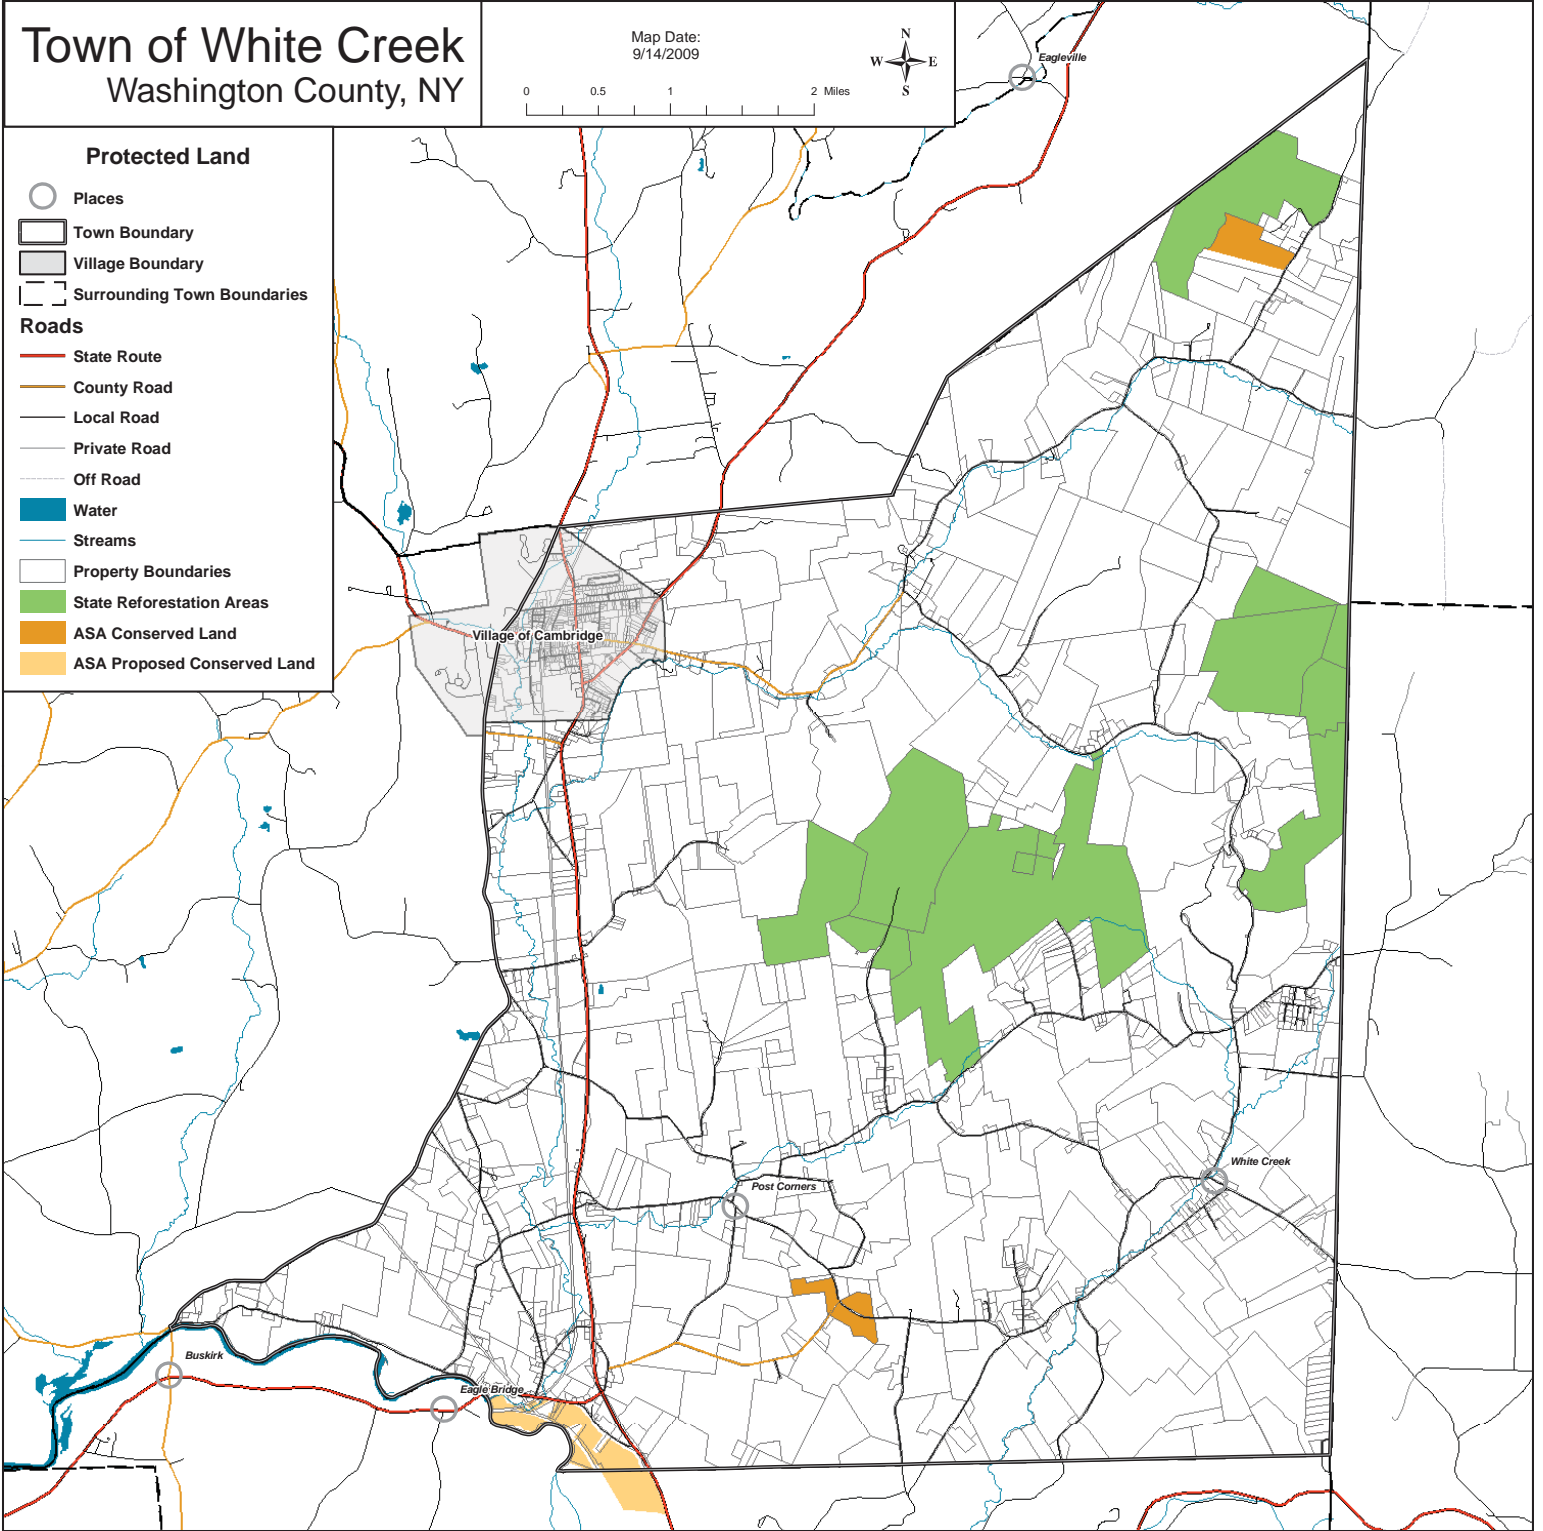 Town of White Creek
Washington County, NY
Map Date:
9/14/2009
N
W E
S
0 0.5 1 2 Miles
Protected Land
Places
Town Boundary
Village Boundary
Surrounding Town Boundaries
Roads
State Route
County Road
Local Road
Private Road
Off Road
Water
Streams
Property Boundaries
State Reforestation Areas
ASA Conserved Land
ASA Proposed Conserved Land
Eagleville
Village of Cambridge
White Creek
Post Corners
Buskirk
Eagle Bridge